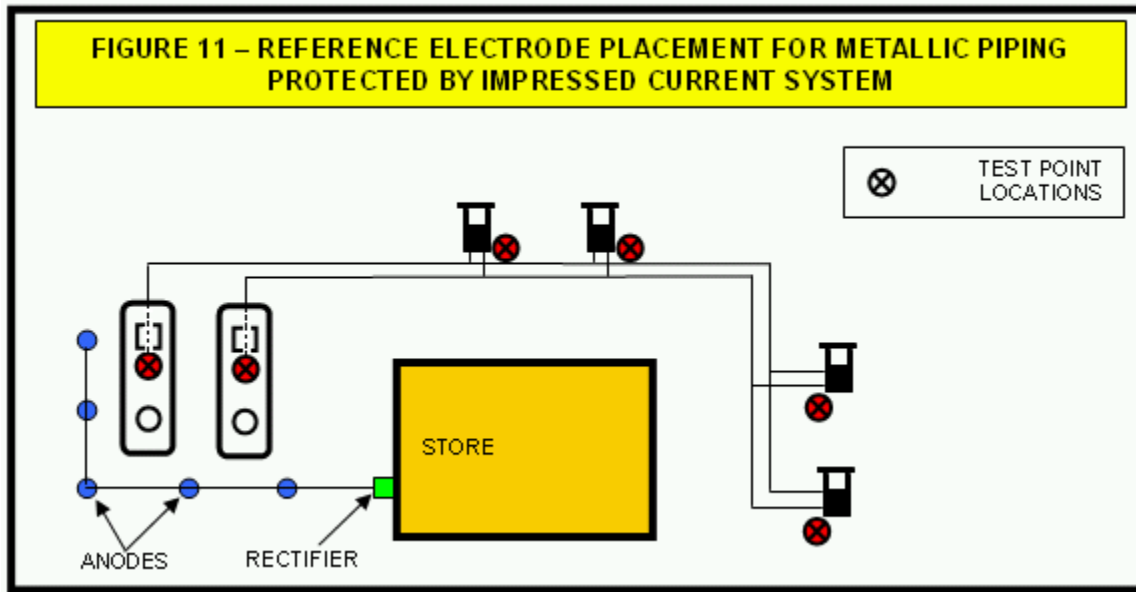 FIGURE 11 – REFERENCE ELECTRODE PLACEMENT FOR METALLIC PIPING
PROTECTED BY IMPRESSED CURRENT SYSTEM
TEST POINT
LOCATIONS
STORE
ANODES
RECTIFIER